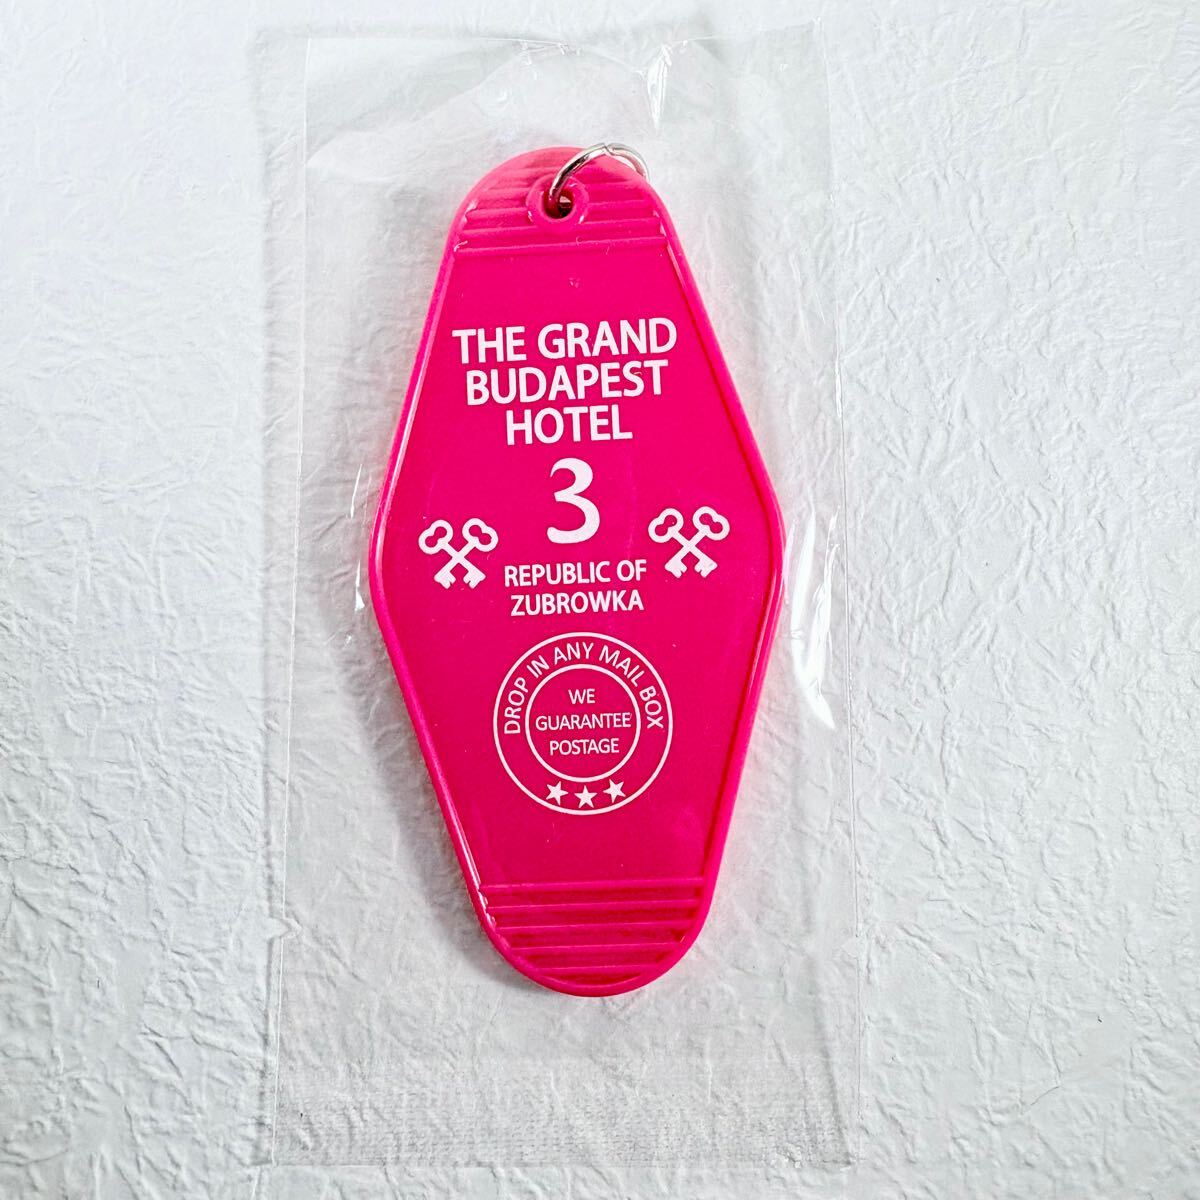 THE GRAND
BUDAPEST
HOTEL
3
REPUBLIC OF
ZUBROWKA
DROP IN ANY MAIL BOX
WE
GUARANTEE
POSTAGE